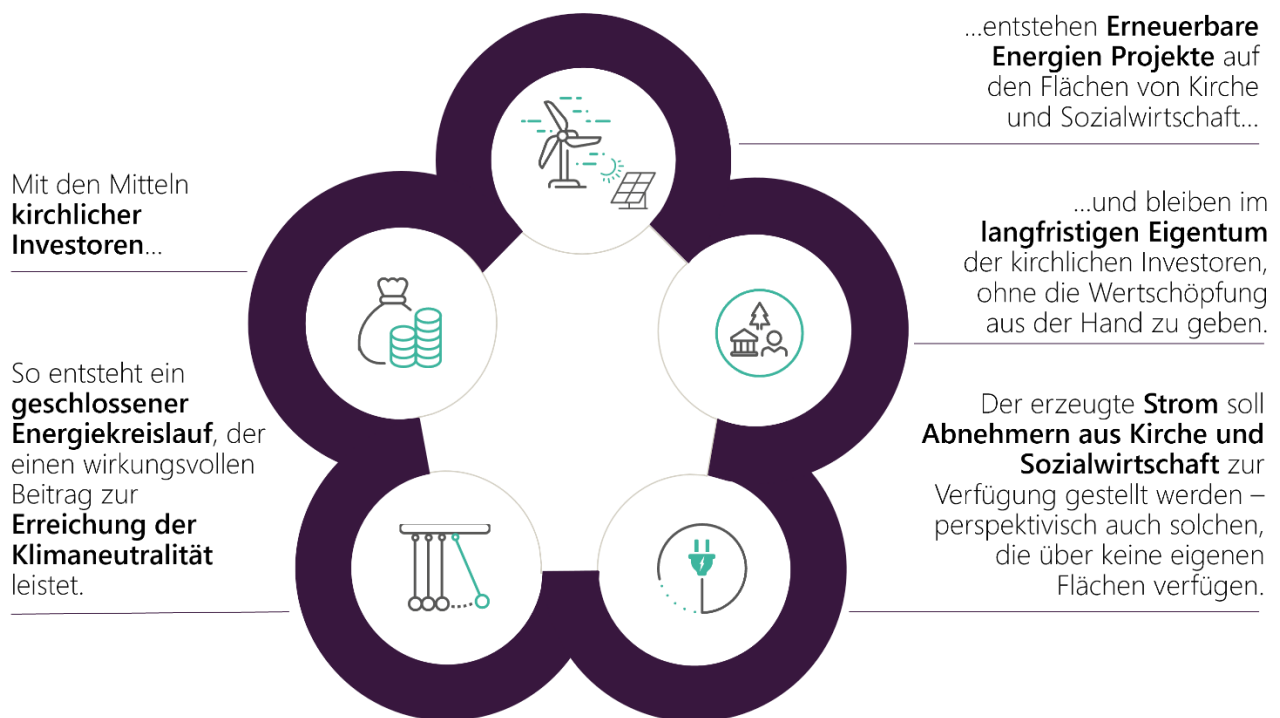 Mit den Mitteln
kirchlicher
Investoren...
...entstehen Erneuerbare
Energien Projekte auf
den Flächen von Kirche
und Sozialwirtschaft...
...und bleiben im
langfristigen Eigentum
der kirchlichen Investoren,
ohne die Wertschöpfung
aus der Hand zu geben.
Der erzeugte Strom soll
Abnehmern aus Kirche und
Sozialwirtschaft zur
Verfügung gestellt werden –
perspektivisch auch solchen,
die über keine eigenen
Flächen verfügen.
So entsteht ein
geschlossener
Energiekreislauf, der
einen wirkungsvollen
Beitrag zur
Erreichung der
Klimaneutralität
leistet.